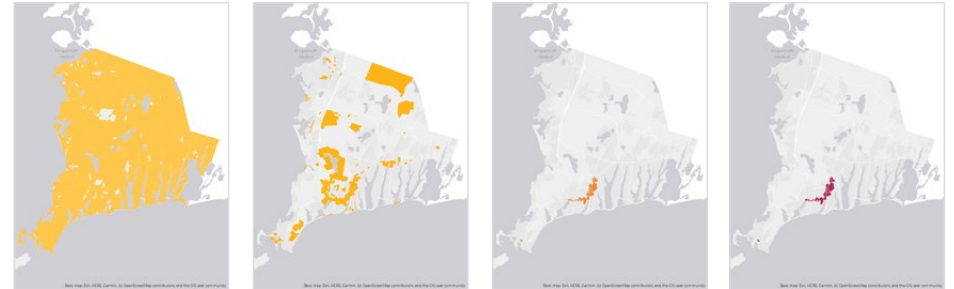 Base map: Esri, HERE, Garmin, (c) OpenStreetMap contributors, and the GIS user community
Base map: Esri, HERE, Garmin, (c) OpenStreetMap contributors, and the GIS user community
Base map: Esri, HERE, Garmin, (c) OpenStreetMap contributors, and the GIS user community
Base map: Esri, HERE, Garmin, (c) OpenStreetMap contributors, and the GIS user community